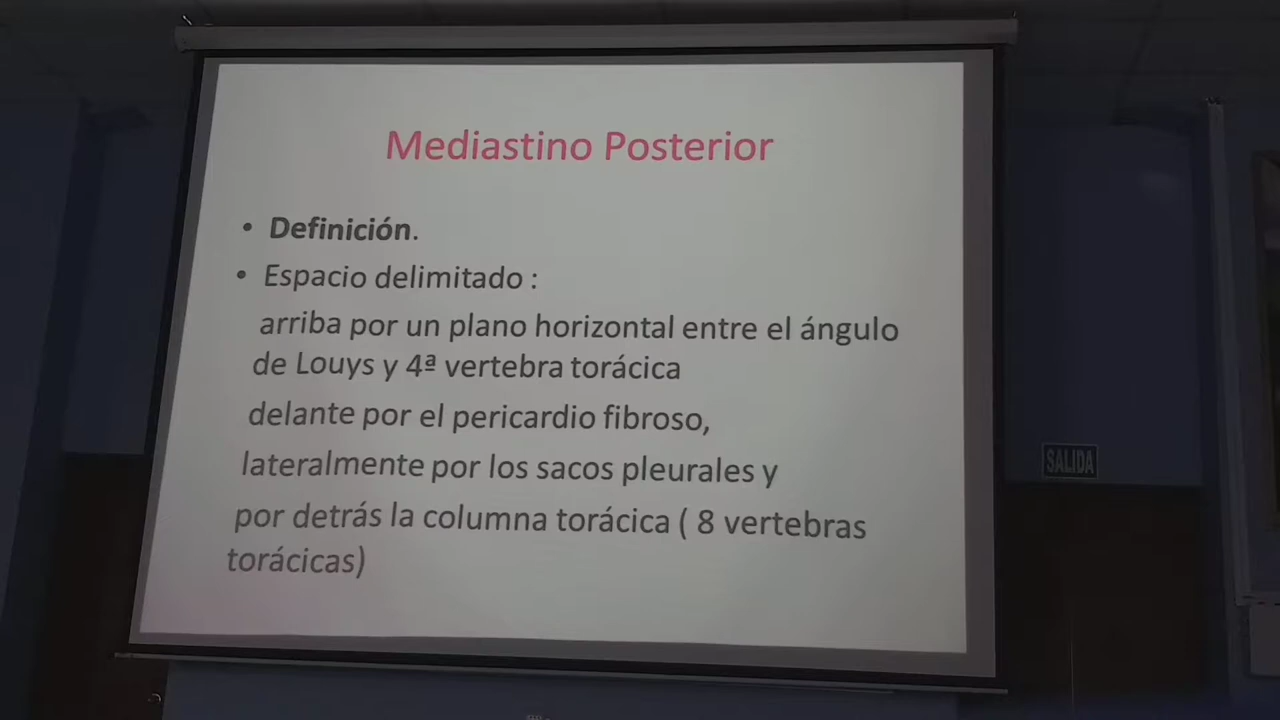 Mediastino Posterior
• Definición.
• Espacio delimitado :
arriba por un plano horizontal entre el ángulo
de Louys y 4ª vertebra torácica
delante por el pericardio fibroso,
lateralmente por los sacos pleurales y
por detrás la columna torácica ( 8 vertebras
torácicas)
SALIDA